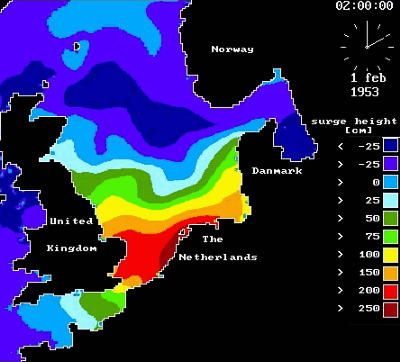 02:00:00
Norway
1 feb
1953
surge height
[cm]
< -25
> -25
> 0
> 25
> 50
> 75
> 100
> 150
> 200
> 250
Danmark
United
Kingdom
The
Netherlands